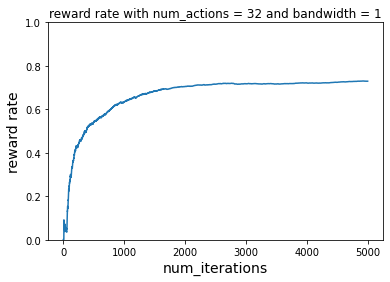 reward rate with num_actions = 32 and bandwidth = 1
1.0
0.8
0.6
0.4
0.2
0.0
reward rate
0 1000 2000 3000 4000 5000
num_iterations